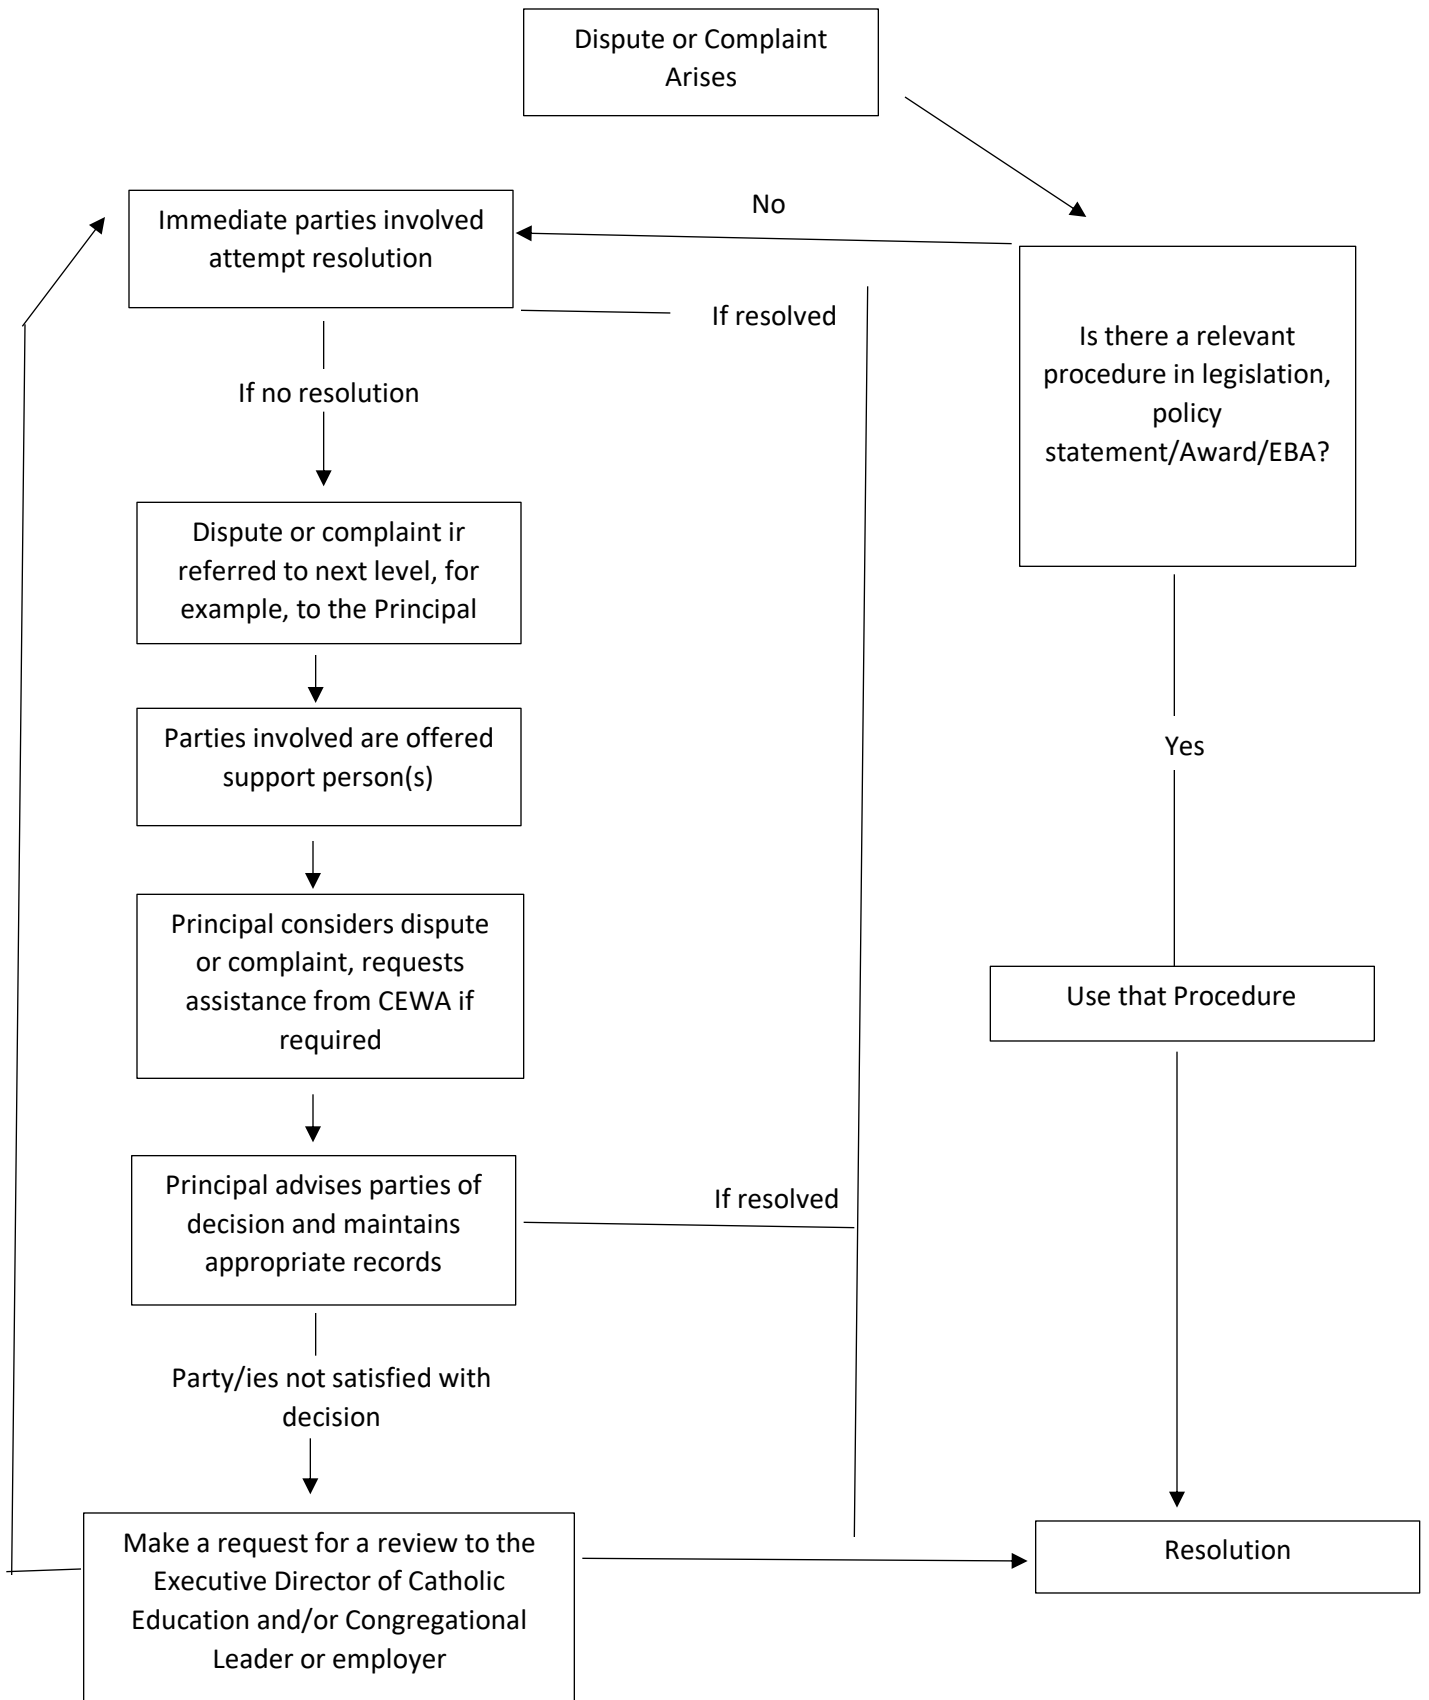 Dispute or Complaint
Arises
No
Immediate parties involved
attempt resolution
If resolved
Is there a relevant
procedure in legislation,
policy
statement/Award/EBA?
If no resolution
Dispute or complaint ir
referred to next level, for
example, to the Principal
Parties involved are offered
support person(s)
Yes
Principal considers dispute
or complaint, requests
assistance from CEWA if
required
Use that Procedure
Principal advises parties of
decision and maintains
appropriate records
If resolved
Party/ies not satisfied with
decision
Make a request for a review to the
Executive Director of Catholic
Education and/or Congregational
Leader or employer
Resolution